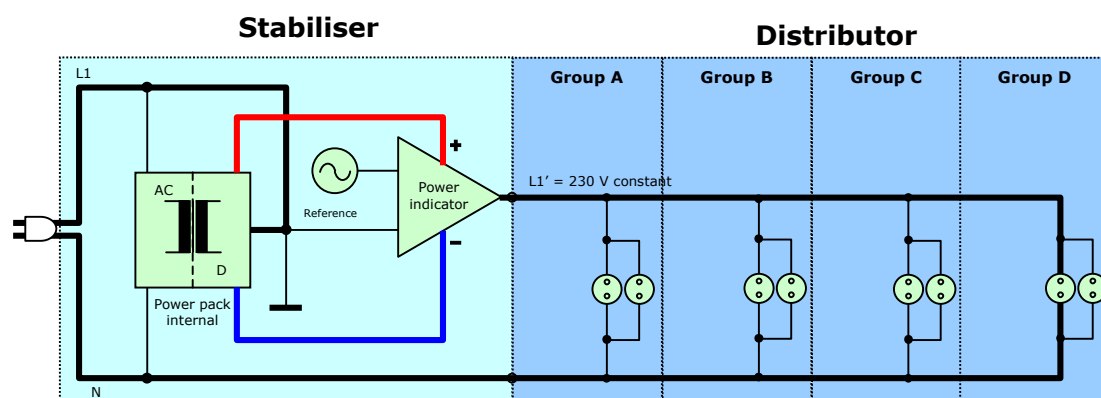 Stabiliser
Distributor
L1
Group A
Group B
Group C
Group D
+
AC
Power
indicator
L1' = 230 V constant
Reference
–
D
Power pack
internal
N